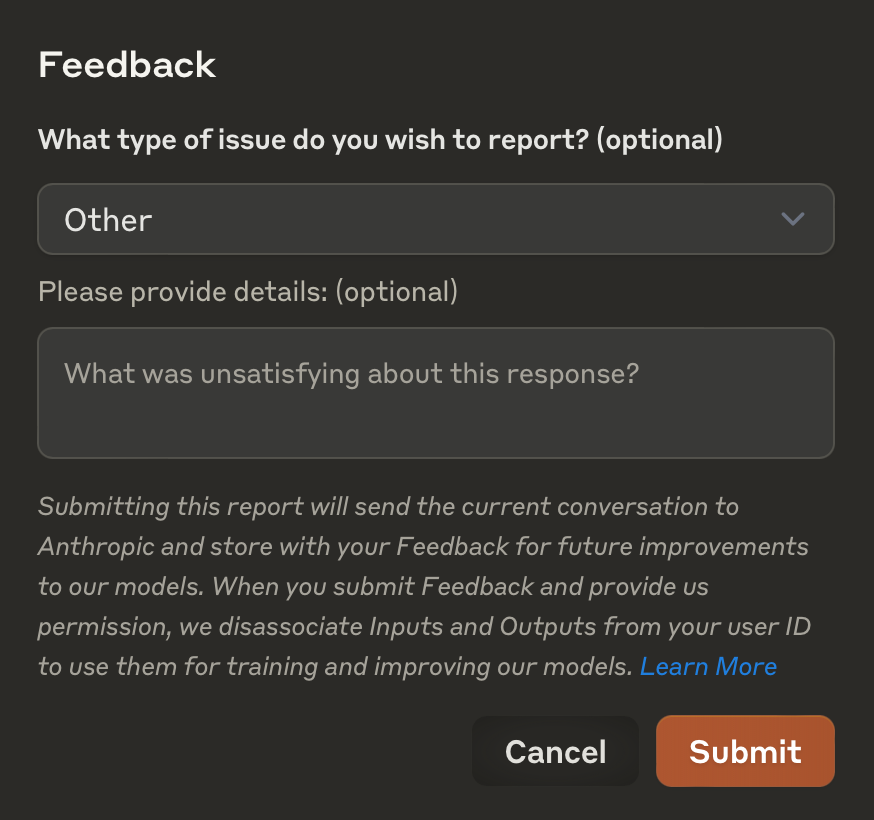 Feedback
What type of issue do you wish to report? (optional)
Other
Please provide details: (optional)
What was unsatisfying about this response?
Submitting this report will send the current conversation to
Anthropic and store with your Feedback for future improvements
to our models. When you submit Feedback and provide us
permission, we disassociate Inputs and Outputs from your user ID
to use them for training and improving our models. Learn More
Cancel Submit